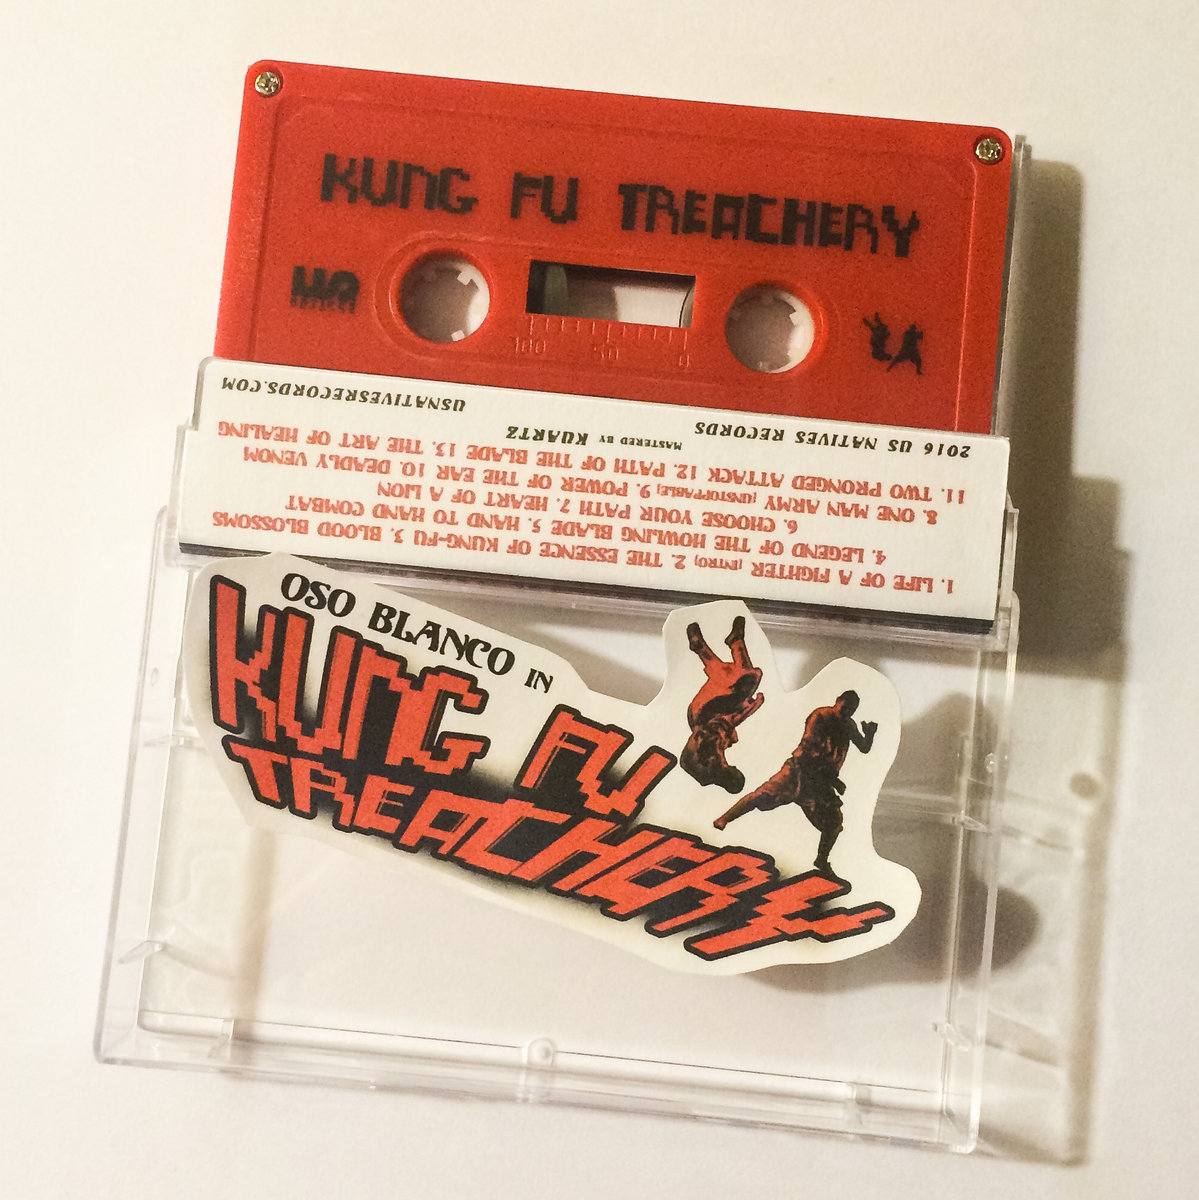 KUNG FU TREACHERY
US
100 50 0
1. LIFE OF A FIGHTER [INTRO] 2. THE ESSENCE OF KUNG-FU 3. BLOOD BLOSSOMS
4. LEGEND OF THE HOWLING BLADE 5. HAND TO HAND COMBAT
6. CHOOSE YOUR PATH 7. HEART OF A LION
8. ONE MAN ARMY [UNSTOPPABLE] 9. POWER OF THE EAR 10. DEADLY VENOM
11. TWO PRONGED ATTACK 12. PATH OF THE BLADE 13. THE ART OF HEALING
MASTERED BY KUARTZ
2016 US NATIVES RECORDS USNATIVESRECORDS.COM
OSO BLANCO IN
KUNG FU
TREACHERY